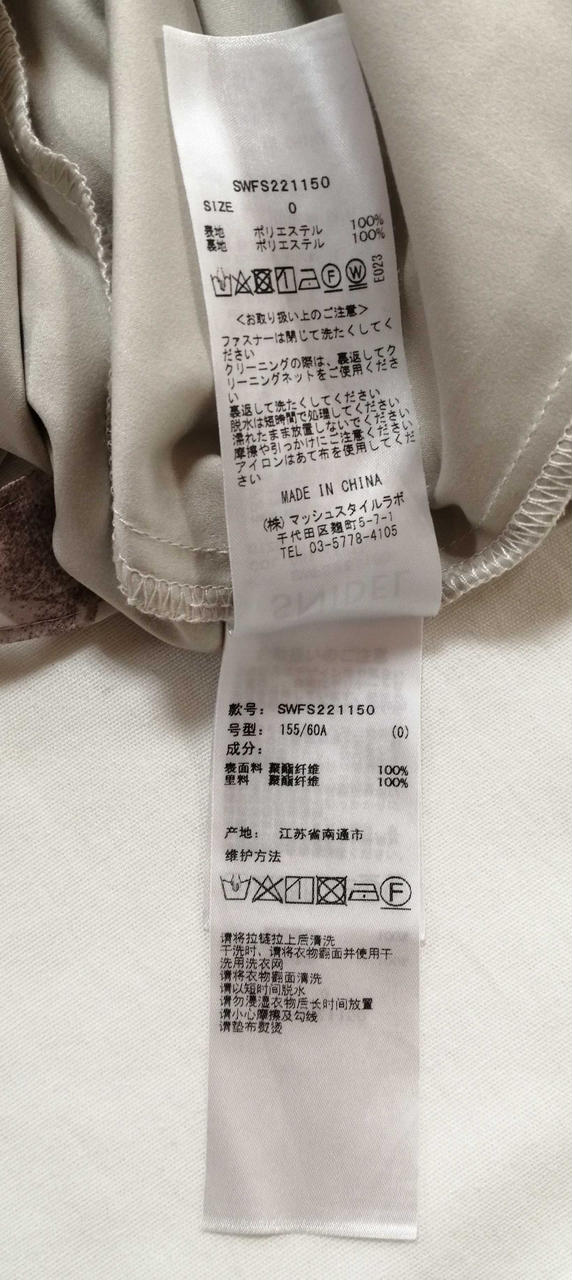 SWFS221150
SIZE 0
表地 ポリエステル 100%
裏地 ポリエステル 100%
F W E023
<お取り扱い上のご注意>
ファスナーは閉じて洗たくしてく
ださい
クリーニングの際は、裏返してク
リーニングネットをご使用くださ
い
裏返して洗たくしてください
脱水は短時間で処理してください
濡れたまま放置しないでください
摩擦や引っかけにご注意ください
アイロンはあて布を使用してくだ
さい
MADE IN CHINA
(株)マッシュスタイルラボ
千代田区麹町5-7-1
TEL 03-5778-4105
SNIDEL
款号: SWFS221150
号型: 155/60A (0)
成分:
表面料 聚酯纤维 100%
里料 聚酯纤维 100%
产地: 江苏省南通市
维护方法
F
请将拉链拉上后清洗
干洗时、请将衣物翻面并使用干
洗用洗衣网
请将衣物翻面清洗
请以短时间脱水
请勿浸湿衣物后长时间放置
请小心摩擦及勾线
请垫布熨烫